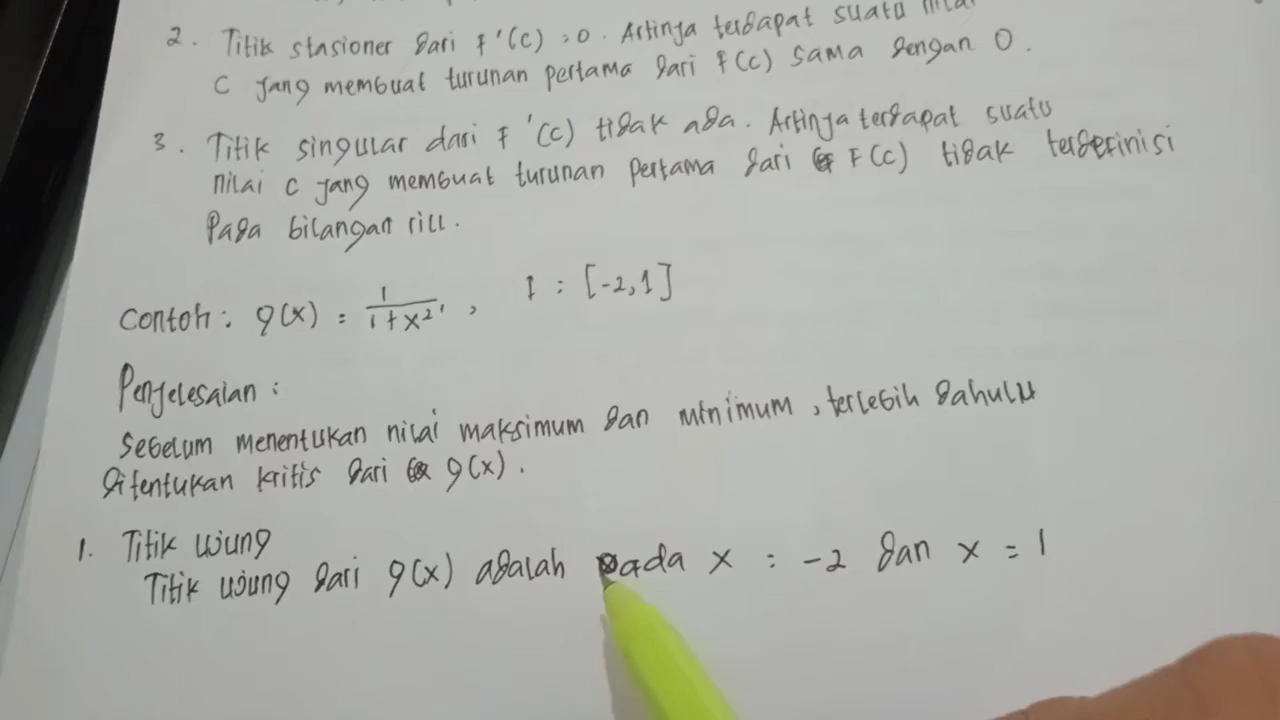 2. Titik stasioner dari f'(c) = 0. Artinya terdapat suatu
c yang membuat turunan pertama dari f(c) sama dengan 0.
3. Titik singular dari f'(c) tidak ada. Artinya terdapat suatu
nilai c yang membuat turunan pertama dari F(c) tidak terdefinisi
Pada bilangan rill.
Contoh: g(x) = 1/(1+x²), I : [-2,1]
Penyelesaian :
Sebelum menentukan nilai maksimum dan minimum, terlebih dahulu
ditentukan kritis dari g(x).
1. Titik ujung
Titik ujung dari g(x) adalah pada x = -2 dan x = 1